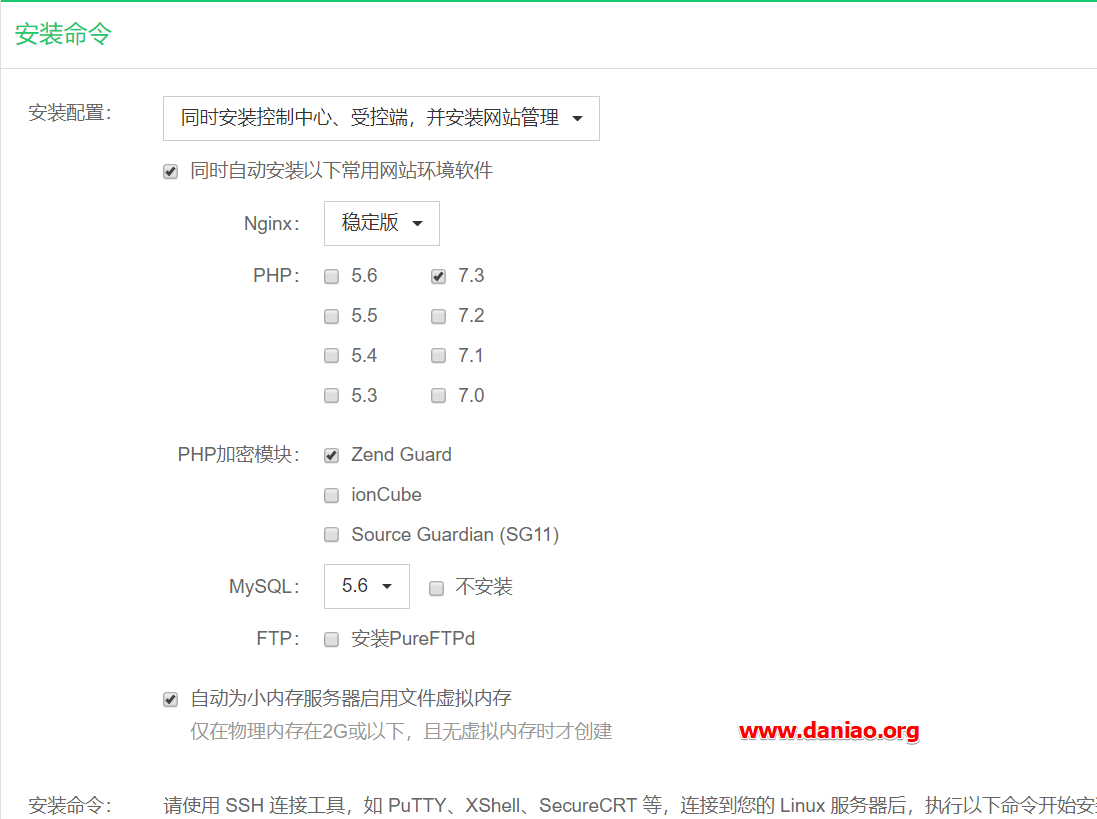 安装命令
安装配置：
同时安装控制中心、受控端，并安装网站管理
同时自动安装以下常用网站环境软件
Nginx： 稳定版
PHP： 5.6 7.3
5.5 7.2
5.4 7.1
5.3 7.0
PHP加密模块： Zend Guard
ionCube
Source Guardian (SG11)
MySQL： 5.6 不安装
FTP： 安装PureFTPd
自动为小内存服务器启用文件虚拟内存
仅在物理内存在2G或以下，且无虚拟内存时才创建
www.daniao.org
安装命令： 请使用 SSH 连接工具，如 PuTTY、XShell、SecureCRT 等，连接到您的 Linux 服务器后，执行以下命令开始安